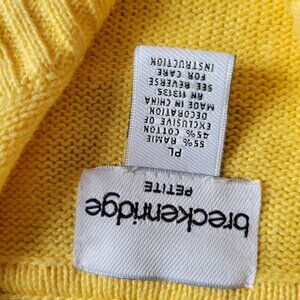 breckenridge
PETITE
PL
55% RAMIE
45% COTTON
EXCLUSIVE OF
DECORATION
MADE IN CHINA
RN 113135
SEE REVERSE
FOR CARE
INSTRUCTION